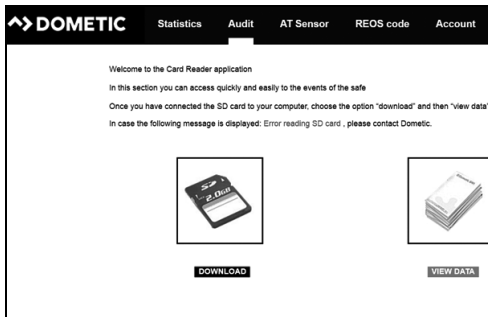 DOMETIC Statistics Audit AT Sensor REOS code Account
Welcome to the Card Reader application
In this section you can access quickly and easily to the events of the safe
Once you have connected the SD card to your computer, choose the option "download" and then "view data"
In case the following message is displayed: Error reading SD card , please contact Dometic.
SD
2.0GB
DOWNLOAD VIEW DATA